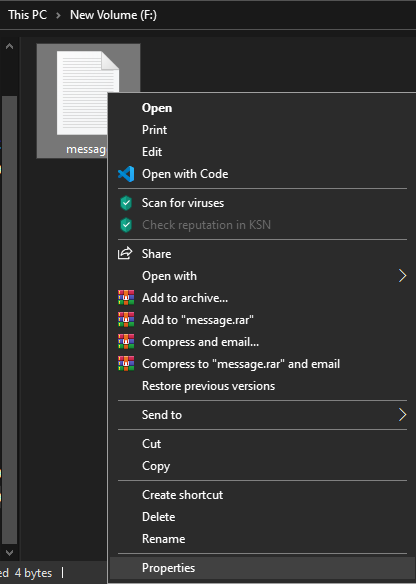 This PC > New Volume (F:)
messag
Open
Print
Edit
Open with Code
Scan for viruses
Check reputation in KSN
Share
Open with
Add to archive...
Add to "message.rar"
Compress and email...
Compress to "message.rar" and email
Restore previous versions
Send to
Cut
Copy
Create shortcut
Delete
Rename
Properties
ed 4 bytes